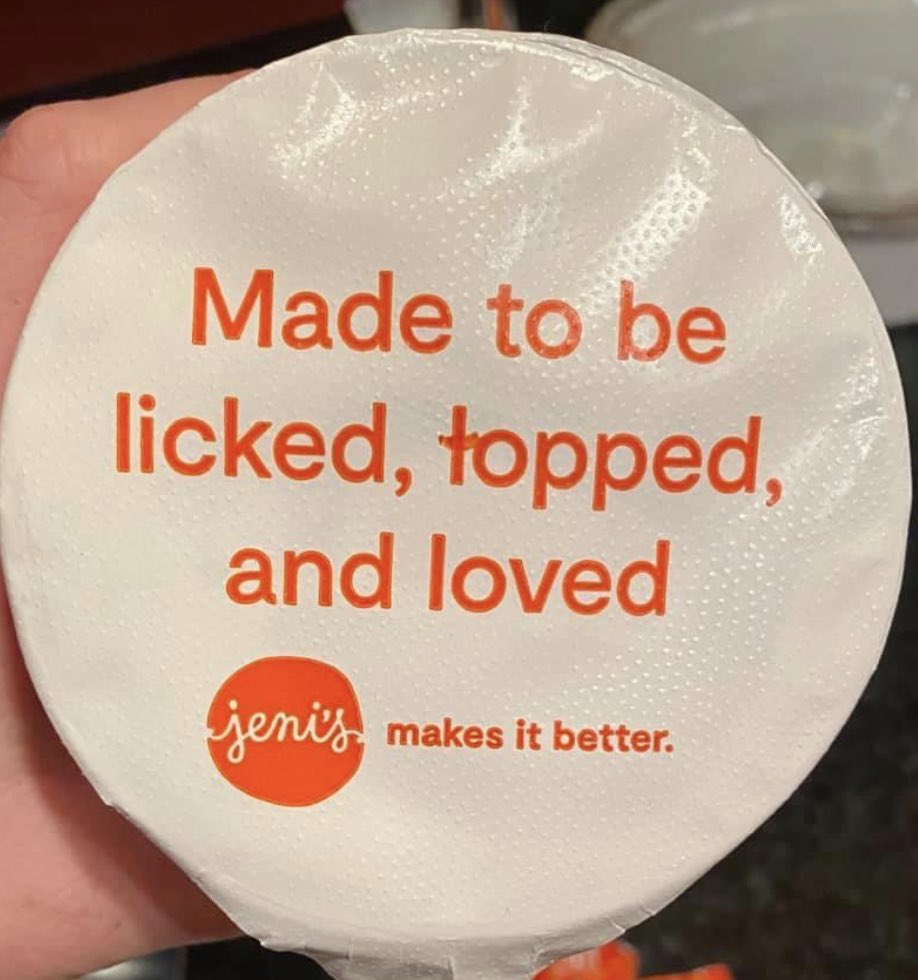 Made to be
licked, topped,
and loved
jeni's makes it better.